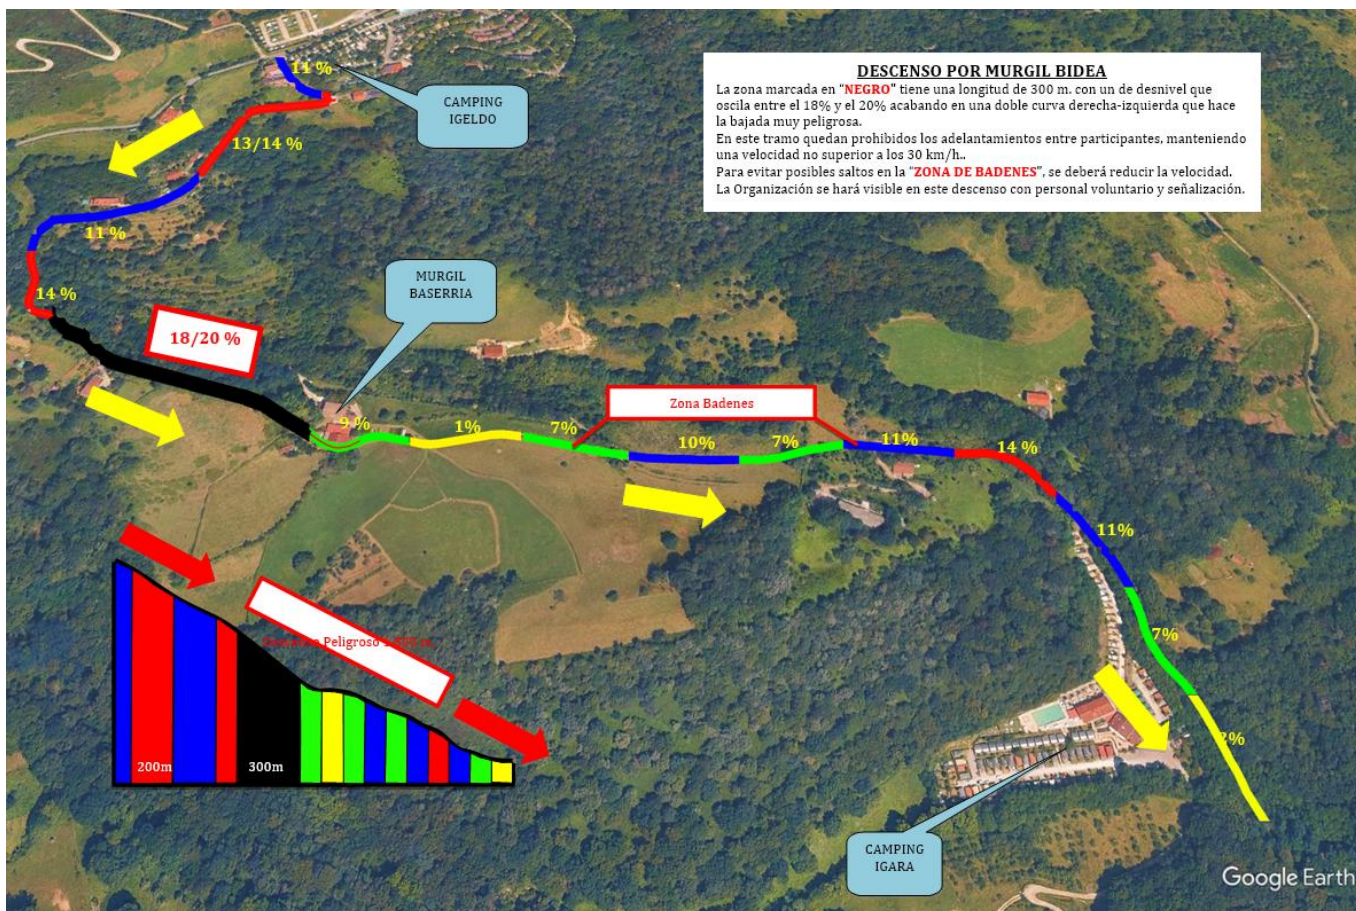 DESCENSO POR MURGIL BIDEA
La zona marcada en "NEGRO" tiene una longitud de 300 m. con un de desnivel que
oscila entre el 18% y el 20% acabando en una doble curva derecha-izquierda que hace
la bajada muy peligrosa.
En este tramo quedan prohibidos los adelantamientos entre participantes, manteniendo
una velocidad no superior a los 30 km/h..
Para evitar posibles saltos en la "ZONA DE BADENES", se deberá reducir la velocidad.
La Organización se hará visible en este descenso con personal voluntario y señalización.
11 %
CAMPING
IGELDO
13/14 %
11 %
14 %
18/20 %
MURGIL
BASERRIA
9 %
1%
7%
Zona Badenes
10%
7%
11%
14 %
11%
7%
2%
Peligroso
200m
300m
CAMPING
IGARA
Google Earth